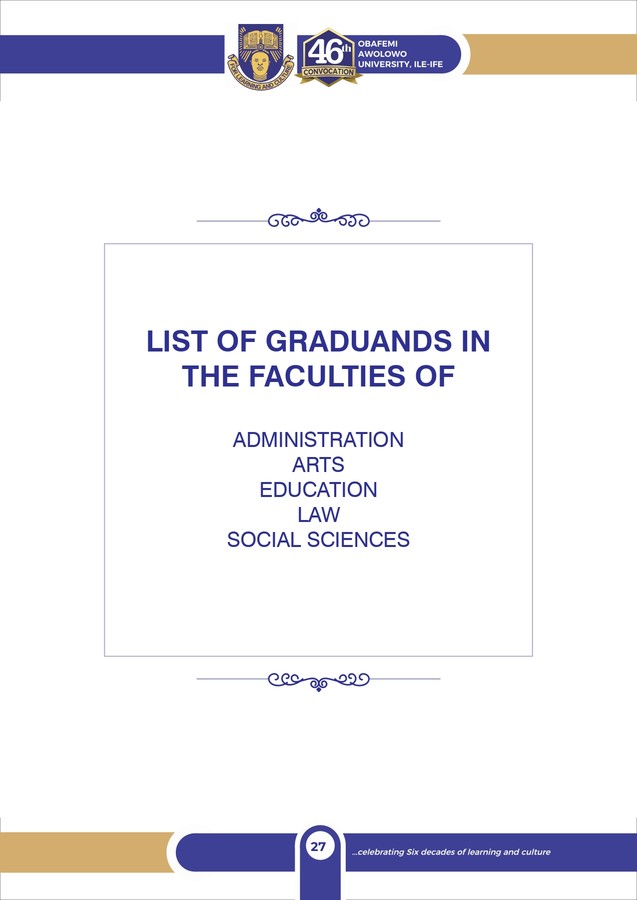 FOR LEARNING AND CULTURE
46th
CONVOCATION
OBAFEMI
AWOLOWO
UNIVERSITY, ILE-IFE
LIST OF GRADUANDS IN
THE FACULTIES OF
ADMINISTRATION
ARTS
EDUCATION
LAW
SOCIAL SCIENCES
27
...celebrating Six decades of learning and culture